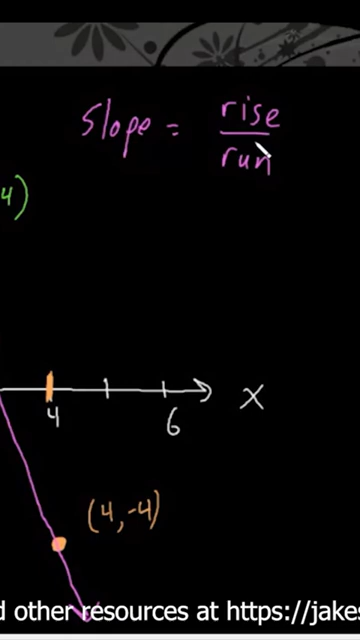 Slope = rise / run
4)
X
4 6
(4, -4)
d other resources at https://jakes